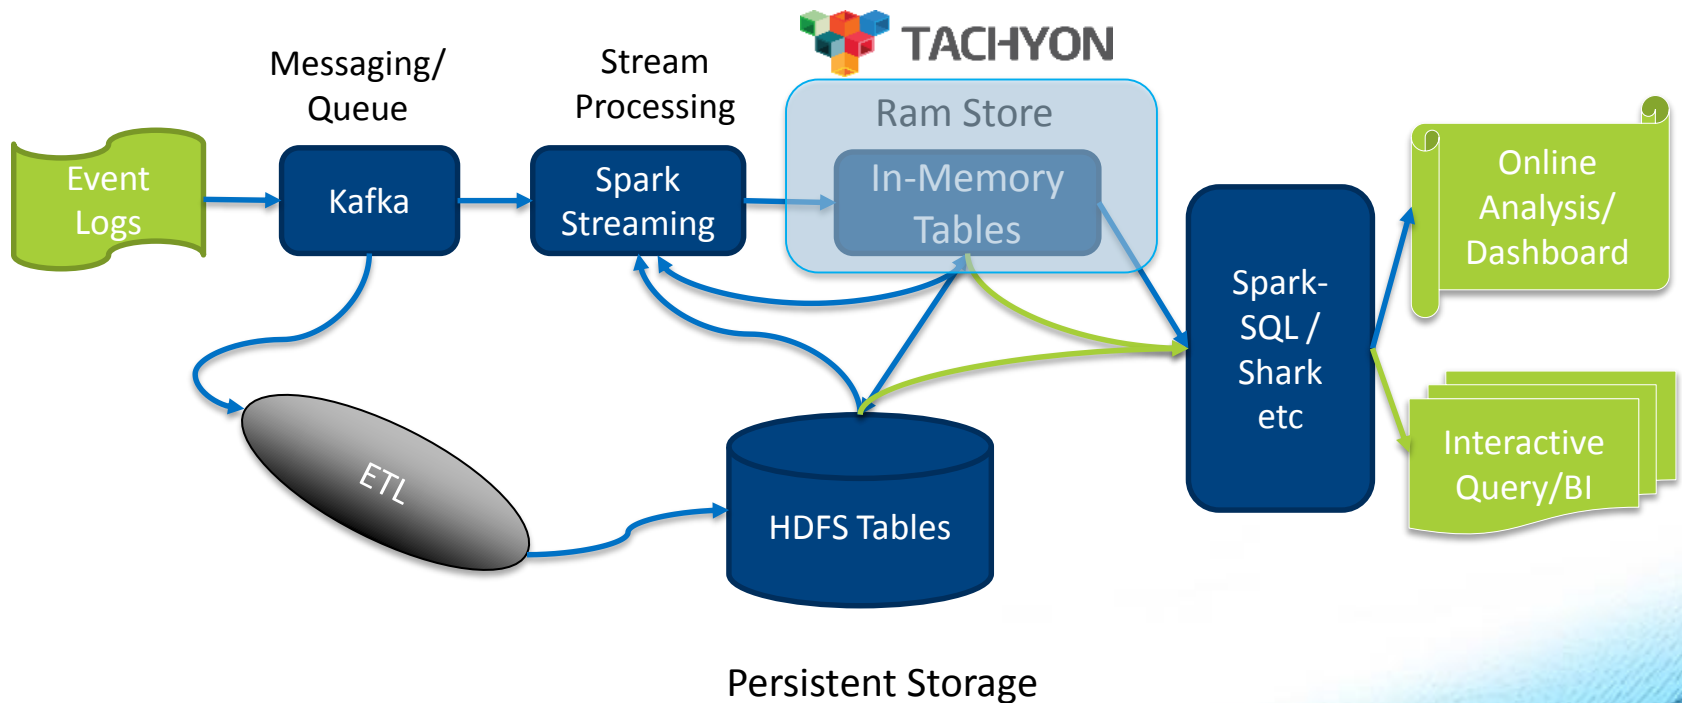 TACHYON
Messaging/
Queue
Stream
Processing
Ram Store
Event
Logs
Kafka
Spark
Streaming
In-Memory
Tables
Spark-
SQL /
Shark
etc
Online
Analysis/
Dashboard
Interactive
Query/BI
ETL
HDFS Tables
Persistent Storage